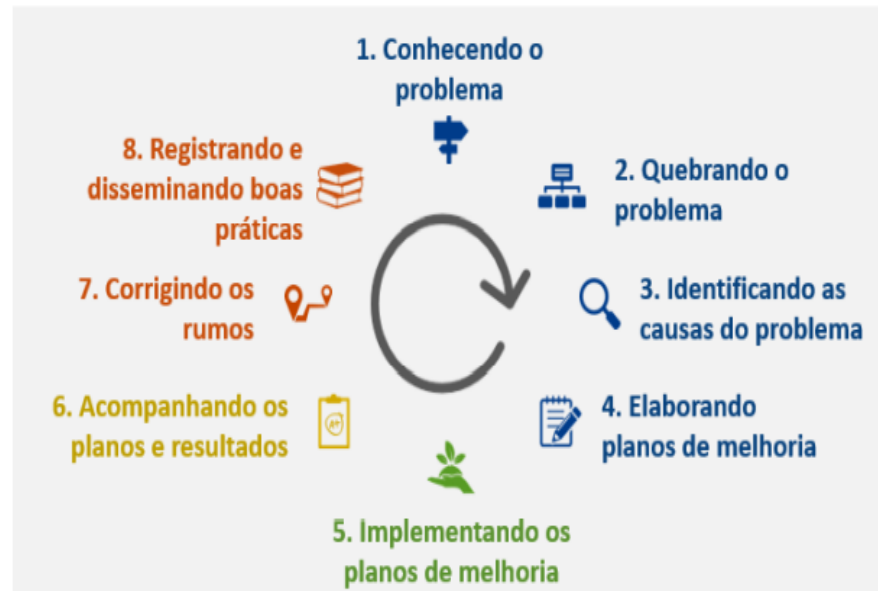 1. Conhecendo o
problema
2. Quebrando o
problema
3. Identificando as
causas do problema
4. Elaborando
planos de melhoria
5. Implementando os
planos de melhoria
6. Acompanhando os
planos e resultados
7. Corrigindo os
rumos
8. Registrando e
disseminando boas
práticas